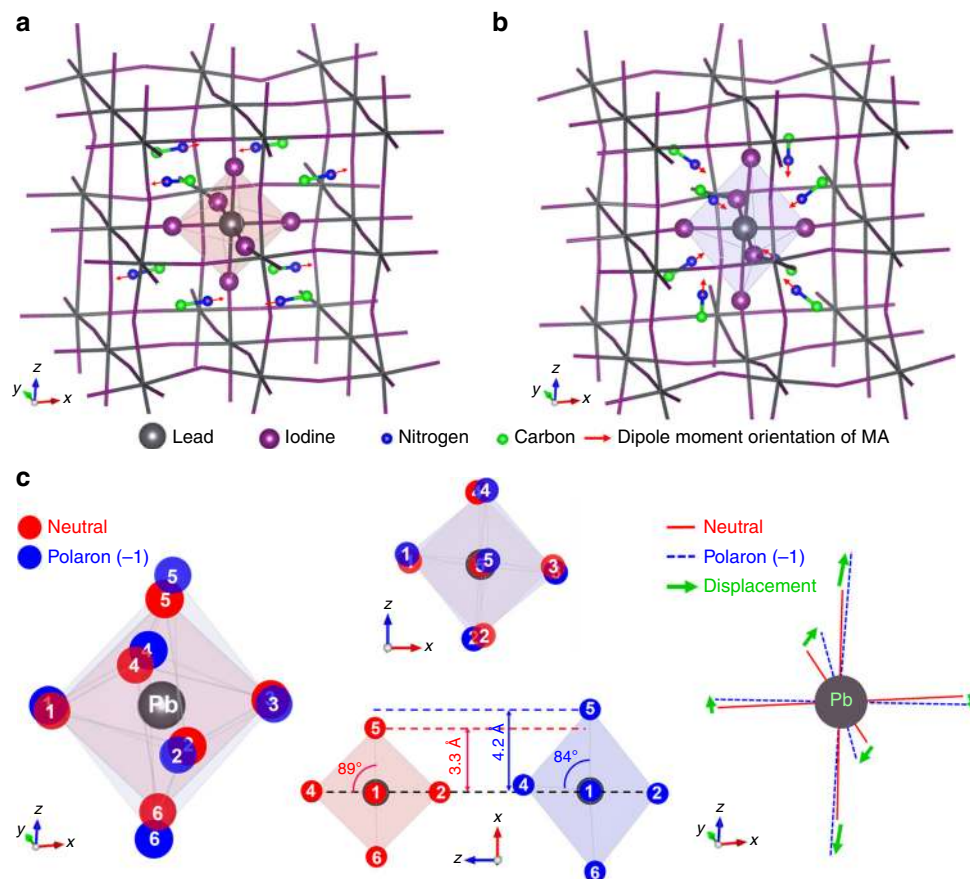 a
b
z
y
x
z
y
x
Lead
Iodine
Nitrogen
Carbon
Dipole moment orientation of MA
c
Neutral
Polaron (–1)
5
5
4
4
1
1
Pb
3
2
2
6
6
z
y
x
4
4
1
5
3
2
2
z
x
5
89°
3.3 Å
4
1
2
6
4.2 Å
5
84°
4
1
2
6
x
z
Neutral
Polaron (–1)
Displacement
Pb
z
y
x